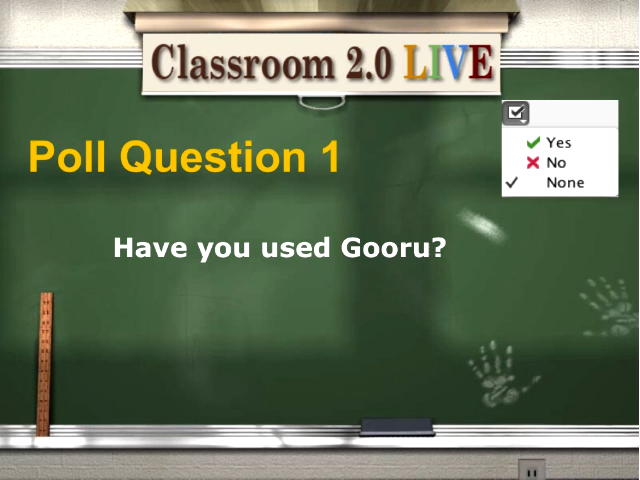 Classroom 2.0 LIVE
Poll Question 1
Yes
No
None
Have you used Gooru?